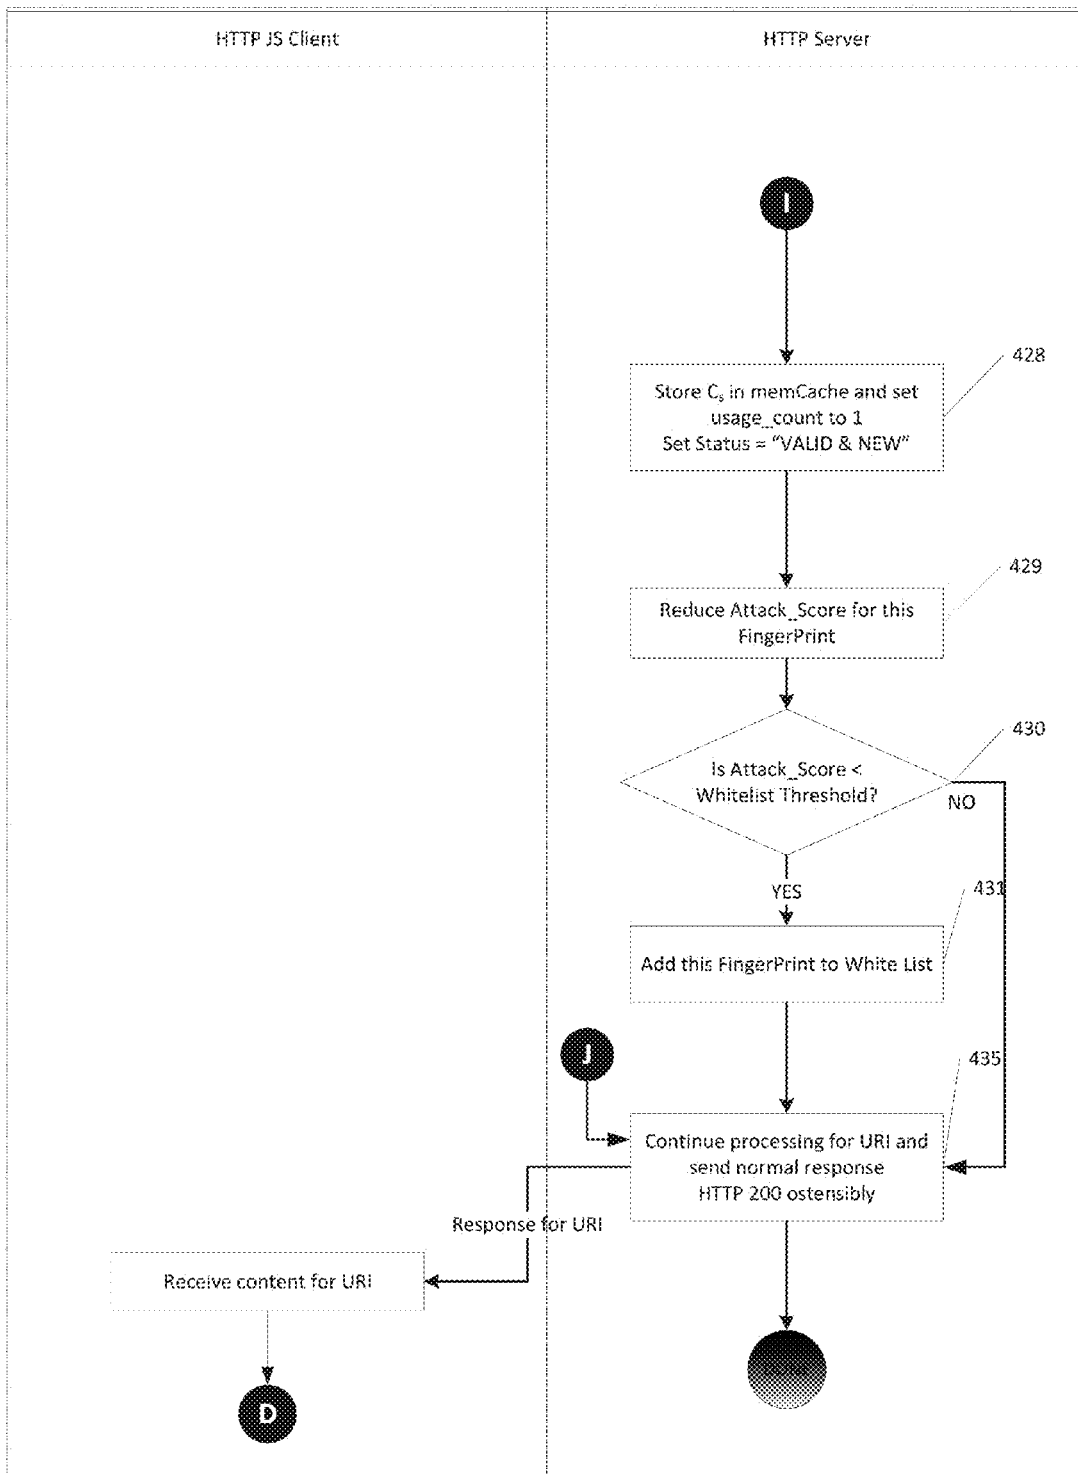 HTTP JS Client
HTTP Server
I
428
Store Cs in memCache and set
usage_count to 1
Set Status = “VALID & NEW”
429
Reduce Attack_Score for this
FingerPrint
430
Is Attack_Score <
Whitelist Threshold?
NO
YES
431
Add this FingerPrint to White List
J
435
Continue processing for URI and
send normal response
HTTP 200 ostensibly
Response for URI
Receive content for URI
D